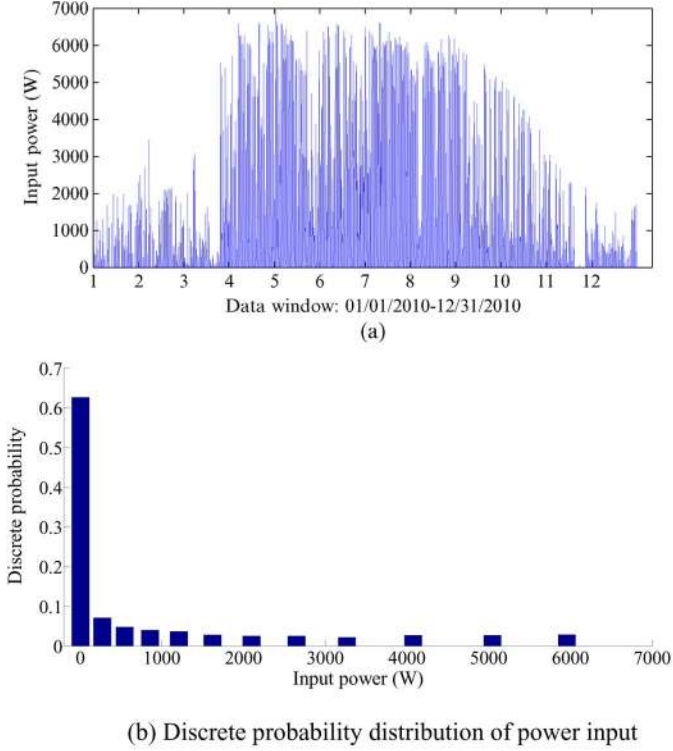 7000
6000
5000
4000
3000
2000
1000
0
Input power (W)
1 2 3 4 5 6 7 8 9 10 11 12
Data window: 01/01/2010-12/31/2010
(a)
0.7
0.6
0.5
0.4
0.3
0.2
0.1
0
Discrete probability
0 1000 2000 3000 4000 5000 6000 7000
Input power (W)
(b) Discrete probability distribution of power input